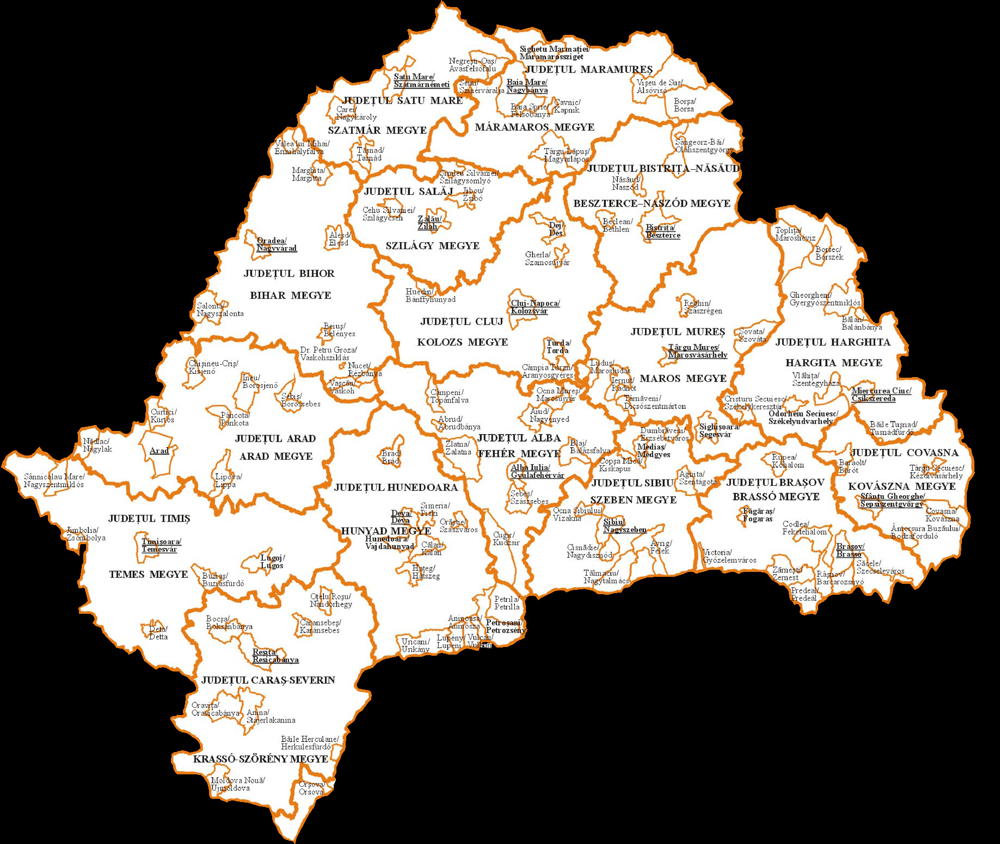 Sighetu Marmației/
Máramarossziget
JUDEȚUL MARAMUREŞ
Negrești-Oaș/
Avasfelsőfalu
Satu Mare/
Szatmárnémeti
Seini/
Szinérváralja
Baia Mare/
Nagybánya
Vișeu de Sus/
Alsóvisó
JUDEȚUL SATU MARE
Carei/
Nagykároly
Baia Sprie/
Felsőbánya
Cavnic/
Kapnik
Borșa/
Borsa
SZATMÁR MEGYE
MÁRAMAROS MEGYE
Valea lui Mihai/
Érmihályfalva
Tășnad/
Tasnád
Târgu Lăpuș/
Magyarlápos
Sângeorz-Băi/
Oláhszentgyörgy
Marghita/
Margitta
Șimleu Silvaniei/
Szilágysomlyó
JUDEȚUL BISTRIȚA–NĂSĂUD
Năsăud/
Naszód
JUDEȚUL SALĂJ
Jibou/
Zsibó
BESZTERCE–NASZÓD MEGYE
Cehu Silvaniei/
Szilágycseh
Zalău/
Zilah
Dej/
Dés
Beclean/
Bethlen
Bistrița/
Beszterce
Toplița/
Maroshévíz
Oradea/
Nagyvárad
Aleșd/
Élesd
SZILÁGY MEGYE
Gherla/
Szamosujvár
Borsec/
Borszék
JUDEȚUL BIHOR
BIHAR MEGYE
Huedin/
Bánffyhunyad
Cluj-Napoca/
Kolozsvár
Reghin/
Szászrégen
Gheorgheni/
Gyergyószentmiklós
Salonta/
Nagyszalonta
Bălan/
Balánbánya
JUDEȚUL CLUJ
Beiuș/
Belényes
JUDEȚUL MUREŞ
Sovata/
Szováta
KOLOZS MEGYE
Turda/
Torda
Târgu Mureș/
Marosvásárhely
JUDEȚUL HARGHITA
Dr. Petru Groza/
Vaskohsziklás
HARGITA MEGYE
Chișineu-Criș/
Kisjenő
Nucet/
Rézbánya
Câmpia Turzii/
Aranyosgyéres
Luduș/
Marosludas
MAROS MEGYE
Vlăhița/
Szentegyháza
Ineu/
Borosjenő
Vașcău/
Vaskoh
Iernut/
Radnót
Sebiș/
Borossebes
Câmpeni/
Topánfalva
Ocna Mureș/
Marosújvár
Târnăveni/
Dicsőszentmárton
Cristuru Secuiesc/
Székelykeresztúr
Miercurea Ciuc/
Csíkszereda
Curtici/
Kürtös
Pâncota/
Pankota
Abrud/
Abrudbánya
Aiud/
Nagyenyed
Odorheiu Seciuesc/
Székelyudvarhely
Băile Tușnad/
Tusnádfürdő
Sighișoara/
Segesvár
Dumbrăveni/
Erzsébetváros
Nădlac/
Nagylak
JUDEȚUL ARAD
JUDEȚUL ALBA
Arad
ARAD MEGYE
Brad/
Brád
Zlatna/
Zalatna
FEHÉR MEGYE
Blaj/
Balázsfalva
Mediaș/
Medgyes
Rupea/
Kőhalom
JUDEȚUL COVASNA
Copșa Mică/
Kiskapus
Baraolt/
Barót
Târgu Secuiesc/
Kézdivásárhely
Sânnicolau Mare/
Nagyszentmiklós
Lipova/
Lippa
Alba Iulia/
Gyulafehérvár
Agnita/
Szentágota
JUDEȚUL HUNEDOARA
JUDEȚUL SIBIU
JUDEȚUL BRAŞOV
KOVÁSZNA MEGYE
Sebeș/
Szászsebes
SZEBEN MEGYE
BRASSÓ MEGYE
Sfântu Gheorghe/
Sepsiszentgyörgy
JUDEȚUL TIMIŞ
Deva/
Déva
Simeria/
Piski
Ocna Sibiului/
Vizakna
Făgăraș/
Fogaras
Covasna/
Kovászna
Orăștie/
Szászváros
Sibiu/
Nagyszeben
Codlea/
Feketehalom
Jimbolia/
Zsombolya
HUNYAD MEGYE
Hunedoara/
Vajdahunyad
Cugir/
Kudzsir
Întorsura Buzăului/
Bodzaforduló
Timișoara/
Temesvár
Călan/
Kalán
Cisnădie/
Nagydisznód
Avrig/
Felek
Victoria/
Győzelemváros
Brașov/
Brassó
Lugoj/
Lugos
Hațeg/
Hátszeg
Săcele/
Szecseleváros
TEMES MEGYE
Buziaș/
Buziásfürdő
Tălmaciu/
Nagytalmács
Zărnești/
Zernest
Râșnov/
Barcarozsnyó
Oțelu Roșu/
Nándorhegy
Petrila/
Petrilla
Predeal/
Predeál
Deta/
Detta
Bocșa/
Boksánbánya
Caransebeș/
Karánsebes
Aninoasa/
Aninósza
Petroșani/
Petrozsény
Uricani/
Urikány
Lupény/
Lupeni
Vulcan/
Vulkán
Reșița/
Resicabánya
JUDEȚUL CARAŞ-SEVERIN
Oravița/
Oravicabánya
Anina/
Stájerlakanina
Băile Herculane/
Herkulesfürdő
KRASSÓ-SZÖRÉNY MEGYE
Moldova Nouă/
Újmoldova
Orșova/
Orsova